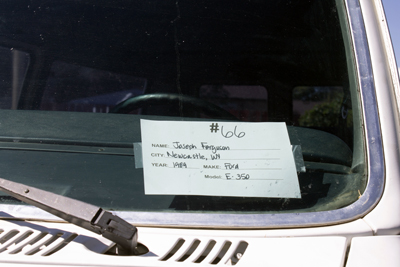 #66
NAME: Joseph Ferguson
CITY: Newcastle, WY
YEAR: 1989 MAKE: Ford
Model: E-350